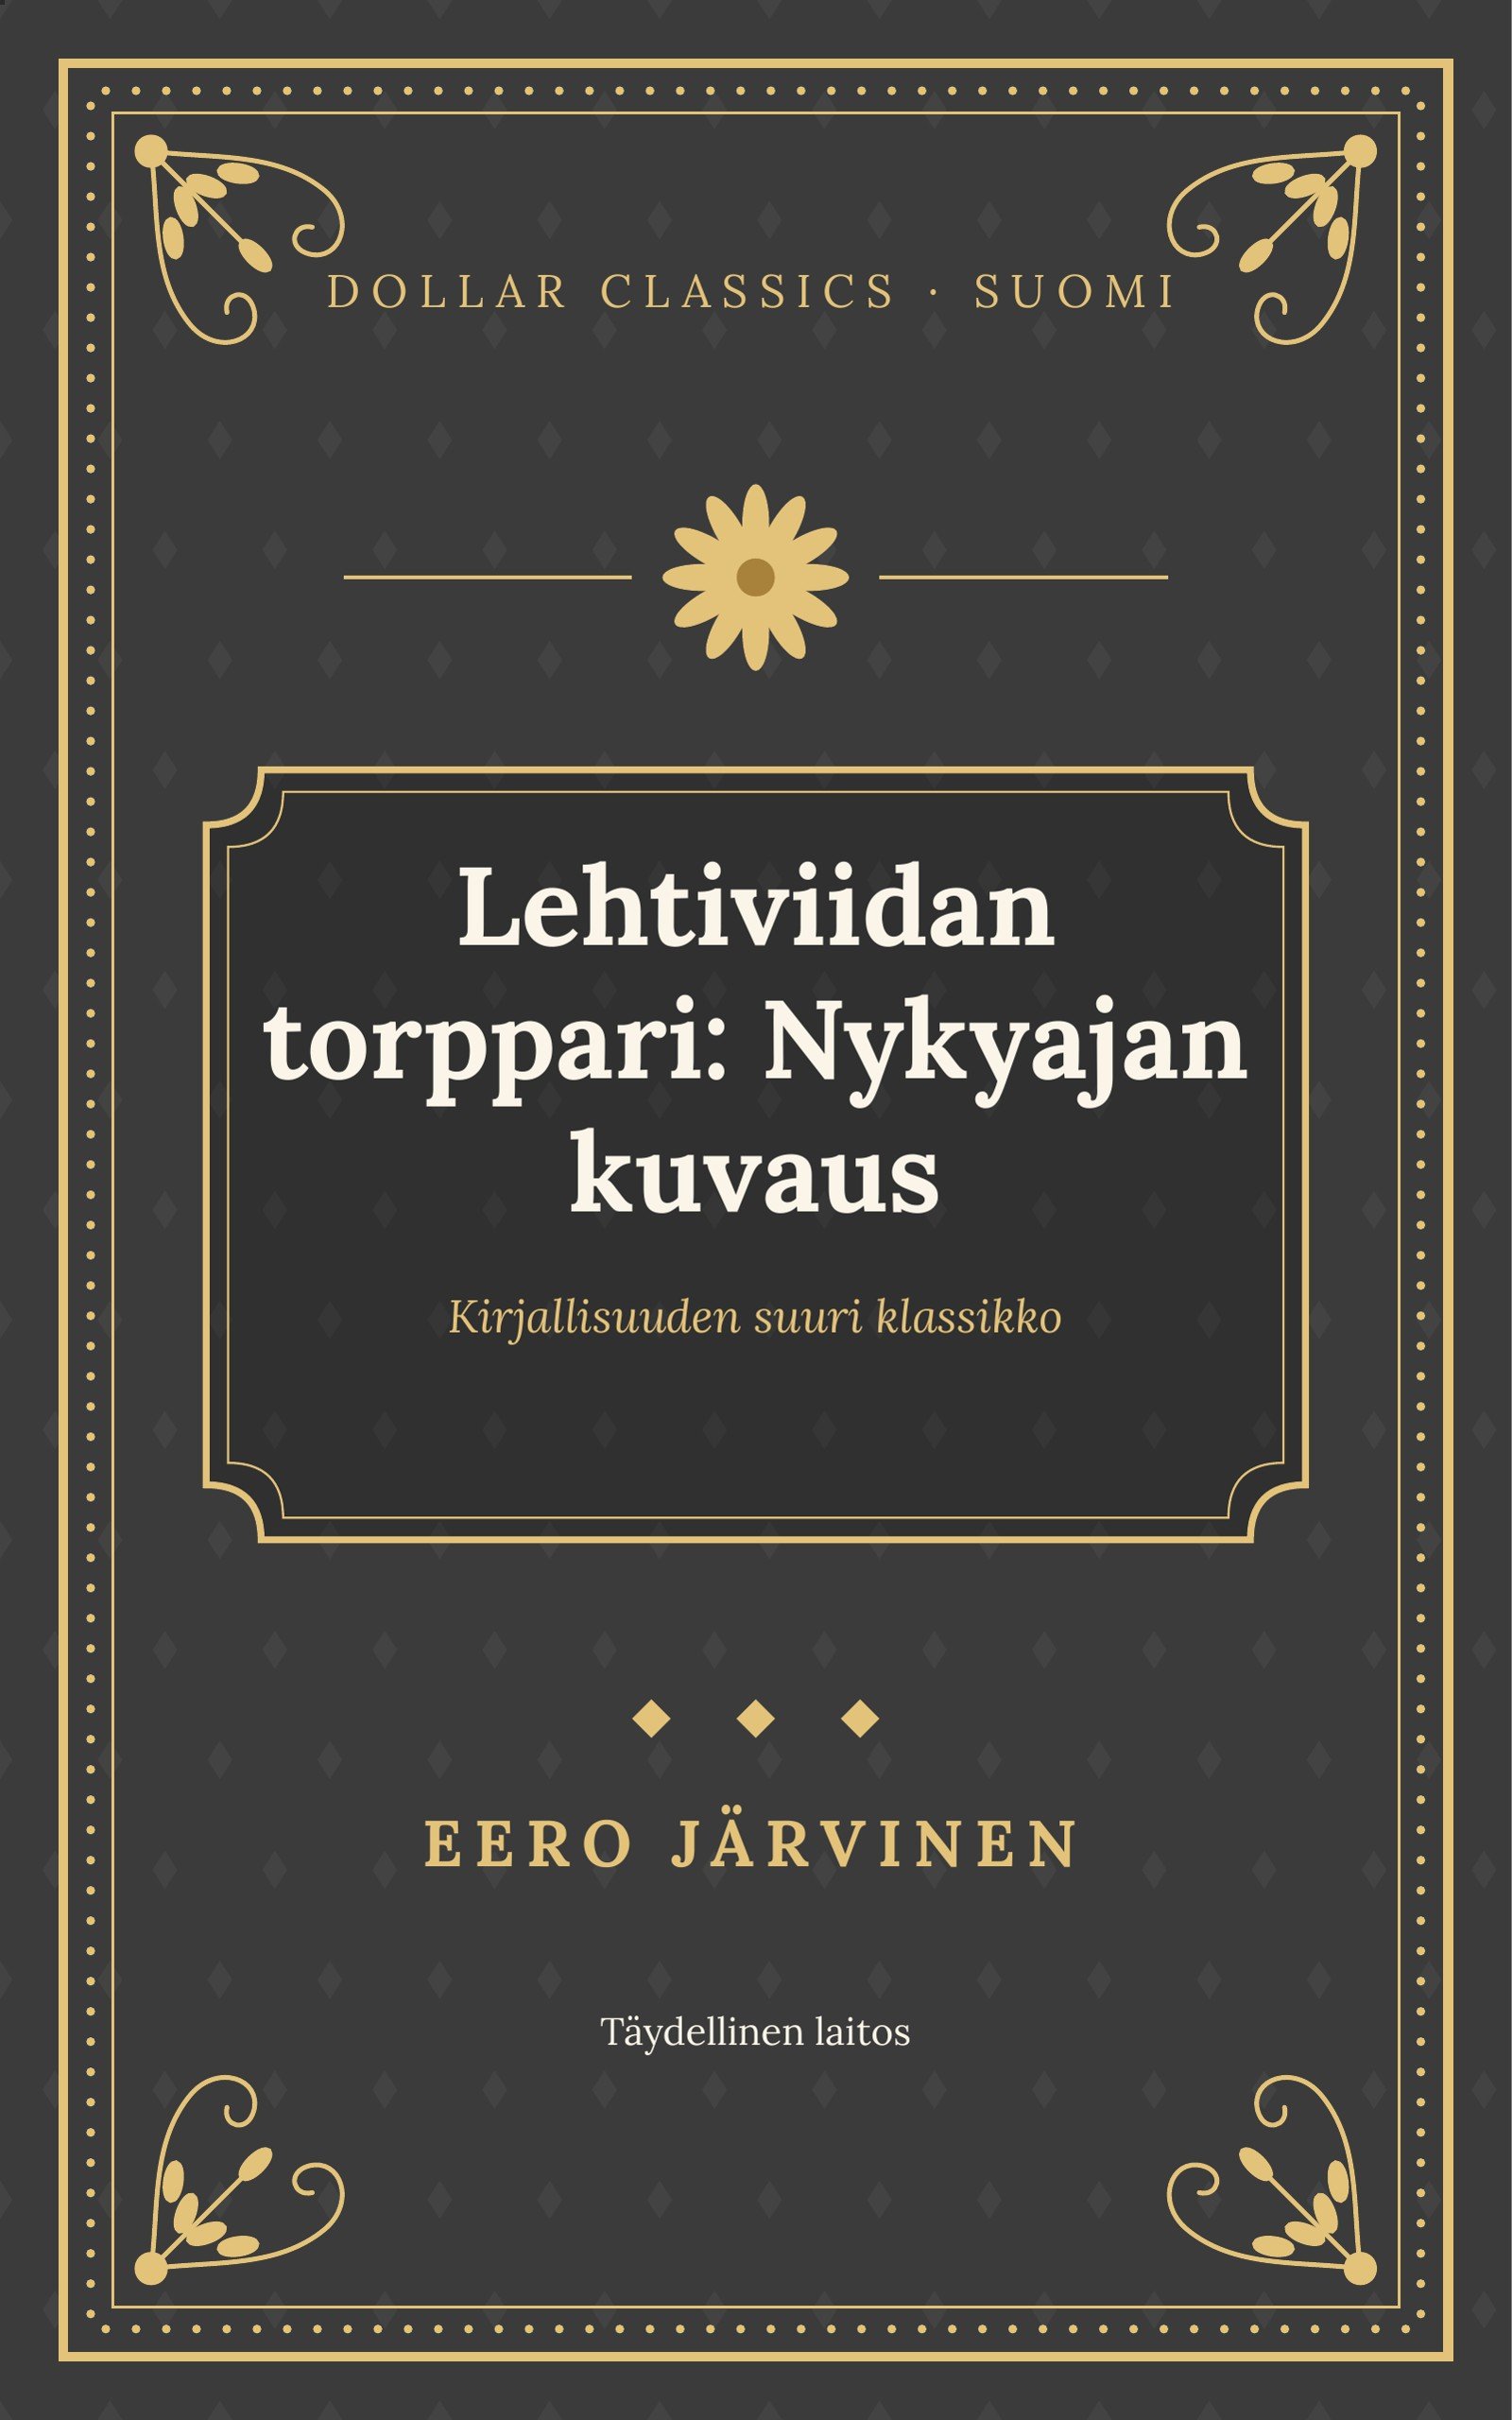 DOLLAR CLASSICS · SUOMI
Lehtiviidan
torppari: Nykyajan
kuvaus
Kirjallisuuden suuri klassikko
EERO JÄRVINEN
Täydellinen laitos